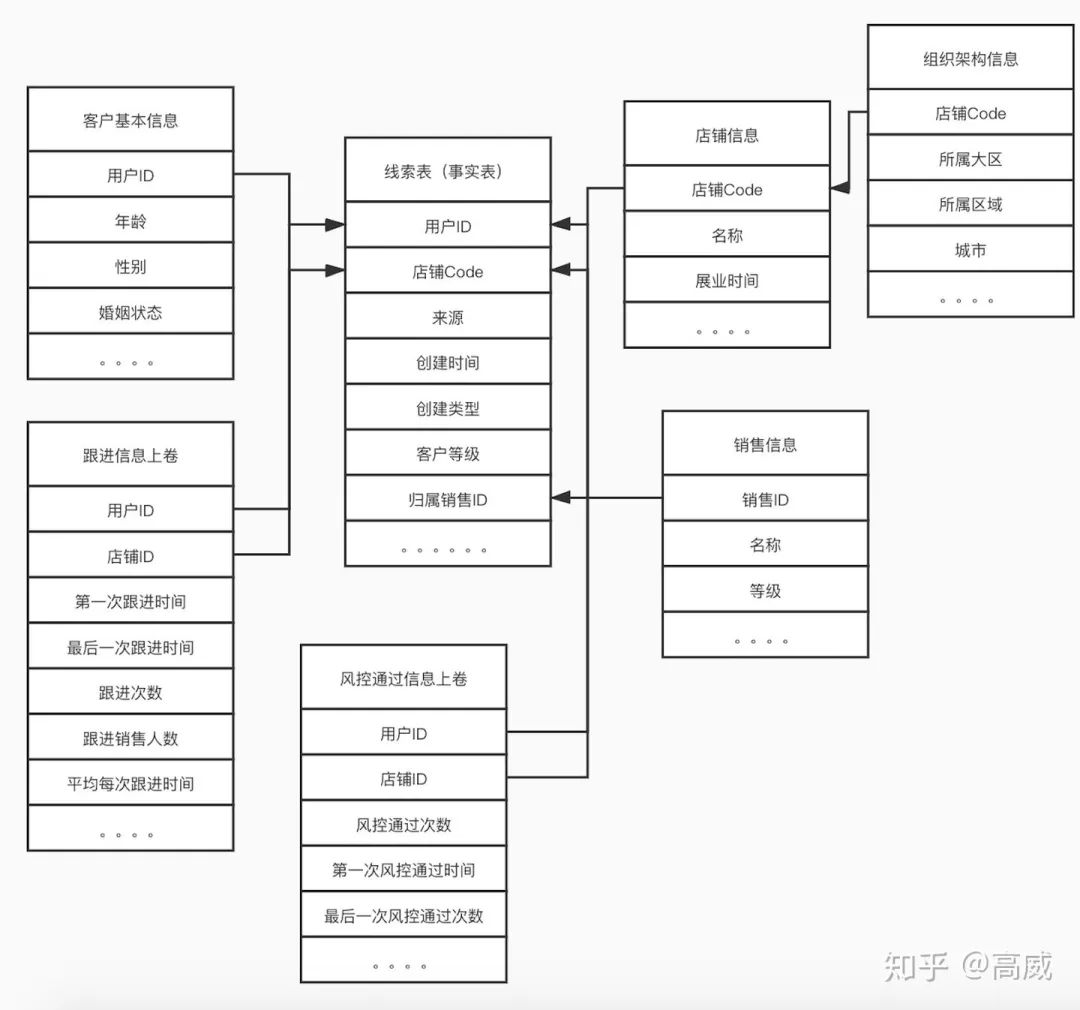 客户基本信息
用户ID
年龄
性别
婚姻状态
。。。。
跟进信息上卷
用户ID
店铺ID
第一次跟进时间
最后一次跟进时间
跟进次数
跟进销售人数
平均每次跟进时间
。。。。
线索表（事实表）
用户ID
店铺Code
来源
创建时间
创建类型
客户等级
归属销售ID
。。。。。。
风控通过信息上卷
用户ID
店铺ID
风控通过次数
第一次风控通过时间
最后一次风控通过次数
。。。。
店铺信息
店铺Code
名称
展业时间
。。。。
组织架构信息
店铺Code
所属大区
所属区域
城市
。。。。
销售信息
销售ID
名称
等级
。。。。
知乎 @高威